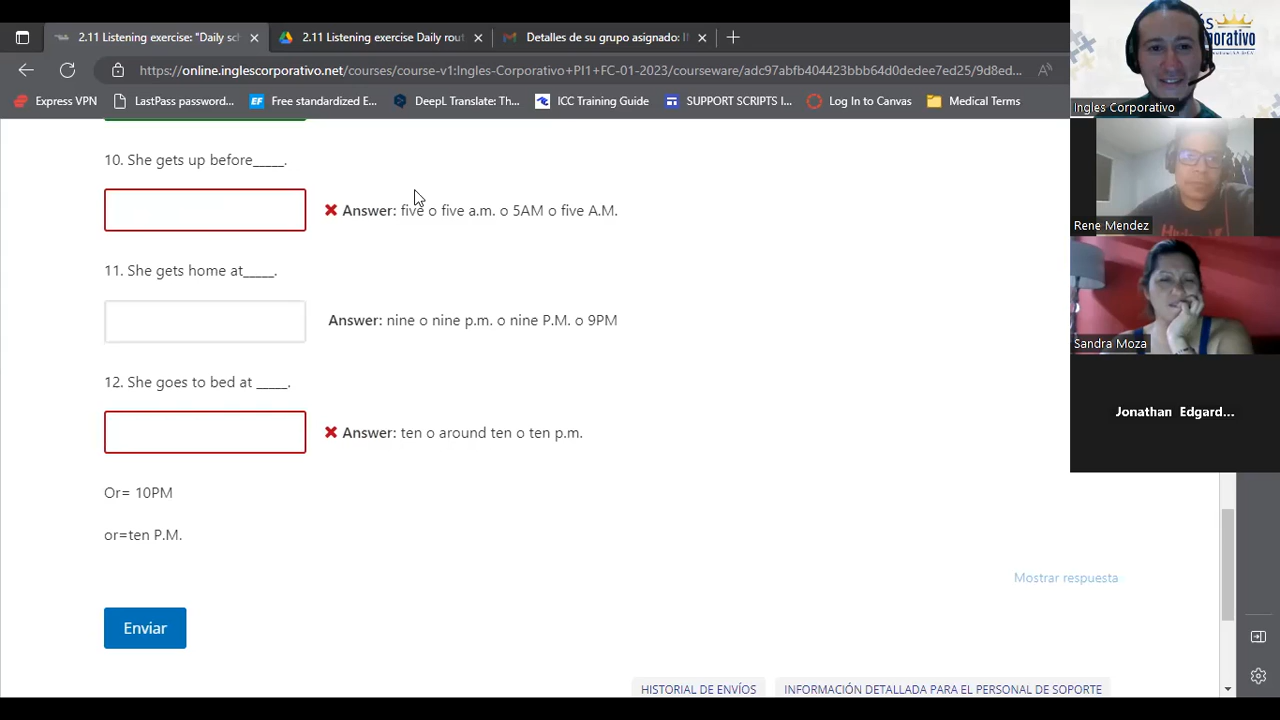 2.11 Listening exercise: "Daily sc
2.11 Listening exercise Daily rout
Detalles de su grupo asignado: I
https://online.inglescorporativo.net/courses/course-v1:Ingles-Corporativo+PI1+FC-01-2023/courseware/adc97abfb404423bbb64d0dedee7ed25/9d8ed...
Express VPN
LastPass password...
EF Free standardized E...
DeepL Translate: Th...
ICC Training Guide
SUPPORT SCRIPTS I...
Log In to Canvas
Medical Terms
10. She gets up before_____.
Answer: five o five a.m. o 5AM o five A.M.
11. She gets home at_____.
Answer: nine o nine p.m. o nine P.M. o 9PM
12. She goes to bed at _____.
Answer: ten o around ten o ten p.m.
Or= 10PM
or=ten P.M.
Mostrar respuesta
Enviar
HISTORIAL DE ENVÍOS
INFORMACIÓN DETALLADA PARA EL PERSONAL DE SOPORTE
Ingles Corporativo
Rene Mendez
Sandra Moza
Jonathan Edgard...